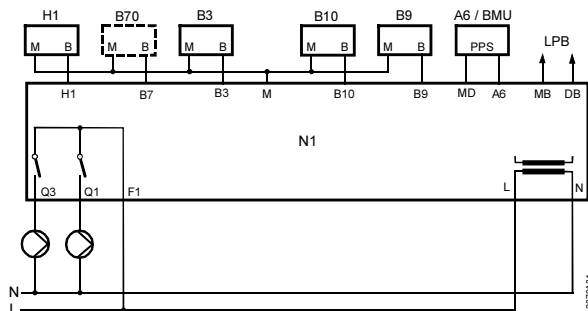 H1 B70 B3 B10 B9 A6 / BMU LPB
M B M B M B M B M B PPS
H1 B7 B3 M B10 B9 MD A6 MB DB
N1
L N
Q3 Q1 F1
N
L